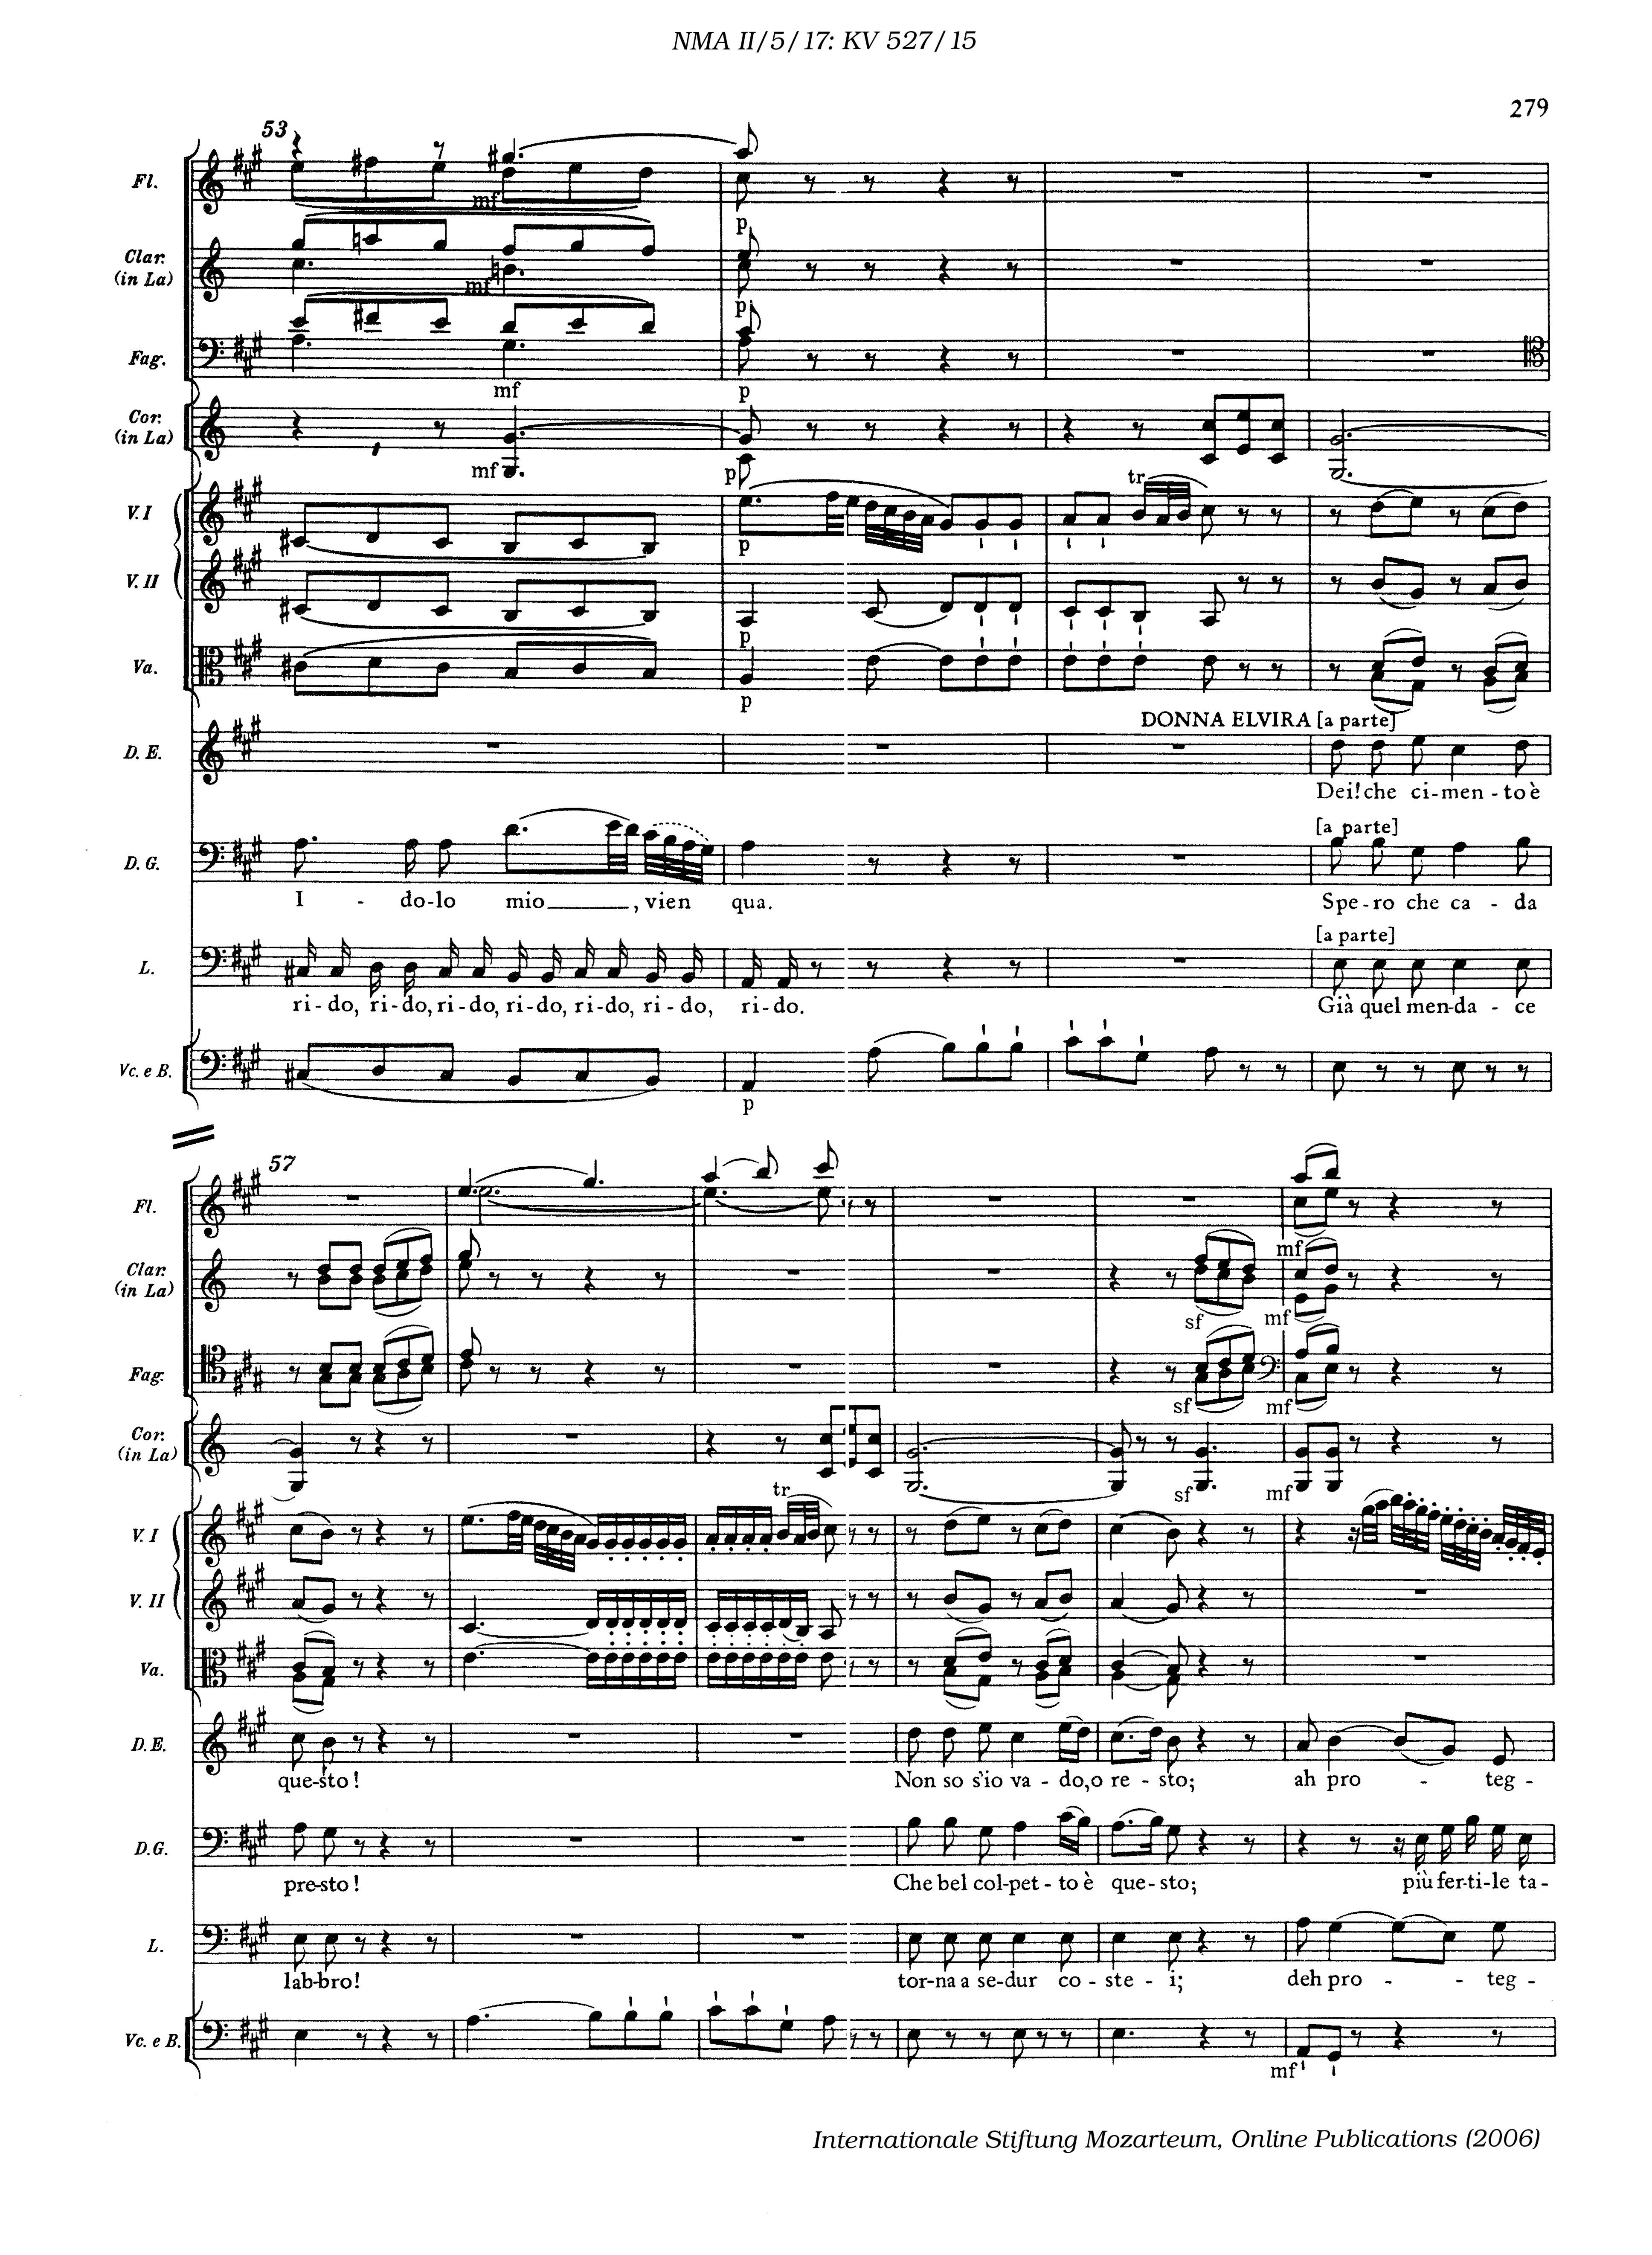 NMA II/5/17: KV 527/15
279
53
Fl.
mf
p
Clar.
(in La)
mf
p
Fag.
mf
p
Cor.
(in La)
mf
p
tr
V. I
p
V. II
p
Va.
p
DONNA ELVIRA [a parte]
D. E.
Dei! che ci-men-to è
[a parte]
D. G.
I - do-lo mio, vien qua. Spe-ro che ca-da
[a parte]
L.
ri-do, ri-do, ri-do, ri-do, ri-do, ri-do, ri-do. Già quel men-da-ce
Vc. e B.
p
57
Fl.
mf
Clar.
(in La)
sf mf
Fag.
sf mf
Cor.
(in La)
sf mf
tr
V. I
V. II
Va.
D. E.
que-sto! Non so s'io va-do, o re-sto; ah pro - teg-
D. G.
pre-sto! Che bel col-pet-to è que-sto; più fer-ti-le ta-
L.
lab-bro! tor-na a se-dur co-ste-i; deh pro - teg-
Vc. e B.
mf
Internationale Stiftung Mozarteum, Online Publications (2006)